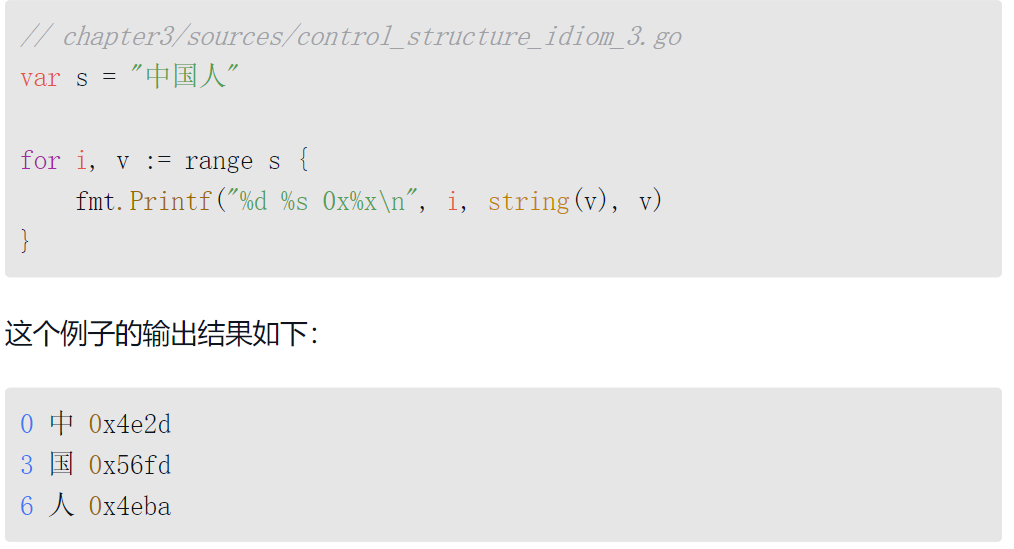 // chapter3/sources/control_structure_idiom_3.go
var s = "中国人"
for i, v := range s {
    fmt.Printf("%d %s 0x%x\n", i, string(v), v)
}
这个例子的输出结果如下：
0 中 0x4e2d
3 国 0x56fd
6 人 0x4eba